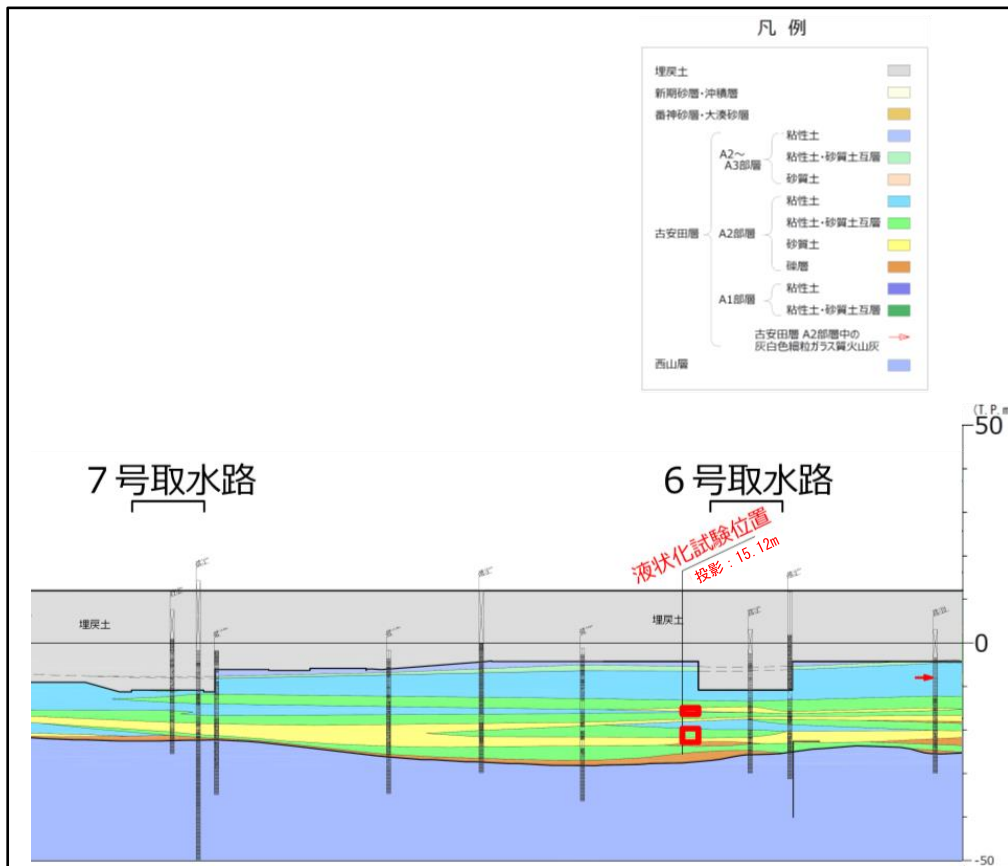 凡 例
埋戻土
新期砂層・沖積層
番神砂層・大湊砂層
古安田層
A2～
A3部層
粘性土
粘性土・砂質土互層
砂質土
A2部層
粘性土
粘性土・砂質土互層
砂質土
礫層
A1部層
粘性土
粘性土・砂質土互層
古安田層 A2部層中の
灰白色細粒ガラス質火山灰
西山層
(T.P.m
50
７号取水路
６号取水路
液状化試験位置
投影：15.12m
埋戻土
埋戻土
0
-50